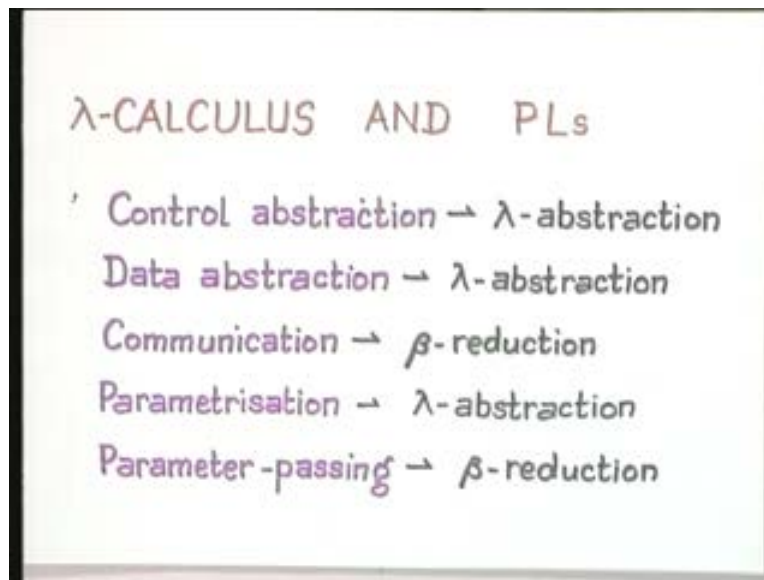 λ-CALCULUS AND PLs
Control abstraction → λ-abstraction
Data abstraction → λ-abstraction
Communication → β-reduction
Parametrisation → λ-abstraction
Parameter-passing → β-reduction